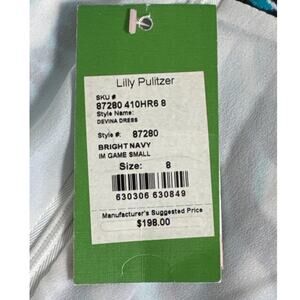 Lilly Pulitzer
SKU #
87280 410HR6 8
Style Name:
DEVINA DRESS
Style #: 87280
BRIGHT NAVY
IM GAME SMALL
Size: 8
630306 630849
Manufacturer's Suggested Price
$198.00